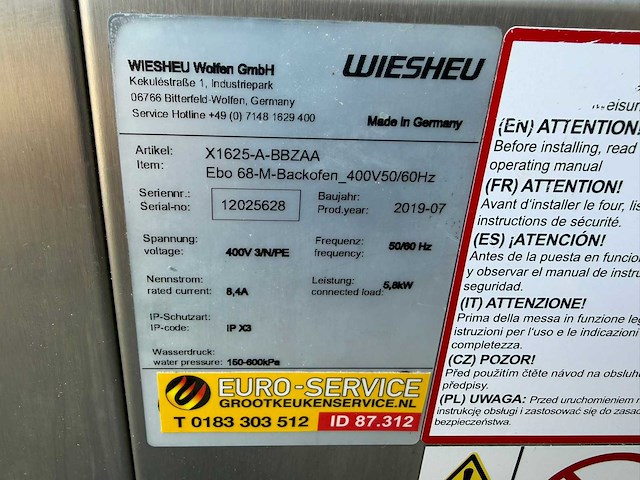 WIESHEU Wolfen GmbH
Kekuléstraße 1, Industriepark
06766 Bitterfeld-Wolfen, Germany
Service Hotline +49 (0) 7148 1629 400
WIESHEU
Made in Germany
Artikel: X1625-A-BBZAA
Item: Ebo 68-M-Backofen_400V50/60Hz
Seriennr.:
Serial-no: 12025628
Baujahr:
Prod.year: 2019-07
Spannung:
voltage: 400V 3/N/PE
Frequenz:
frequency: 50/60 Hz
Nennstrom:
rated current: 8,4A
Leistung:
connected load: 5,8kW
IP-Schutzart:
IP-code: IP X3
Wasserdruck:
water pressure: 150-600kPa
EURO-SERVICE
GROOTKEUKENSERVICE.NL
T 0183 303 512 ID 87.312
(EN) ATTENTION!
Before installing, read
operating manual
(FR) ATTENTION!
Avant d'installer le four, lis
instructions de sécurité.
(ES) ¡ATENCIÓN!
Antes de la puesta en funcion
y observar el manual de instru
seguridad.
(IT) ATTENZIONE!
Prima della messa in funzione leg
istruzioni per l'uso e le indicazioni
completezza.
(CZ) POZOR!
Před použitím čtěte návod na obsluhu
předpisy.
(PL) UWAGA: Przed uruchomieniem n
instrukcję obsługi i zastosować się do zasad
bezpieczeństwa.